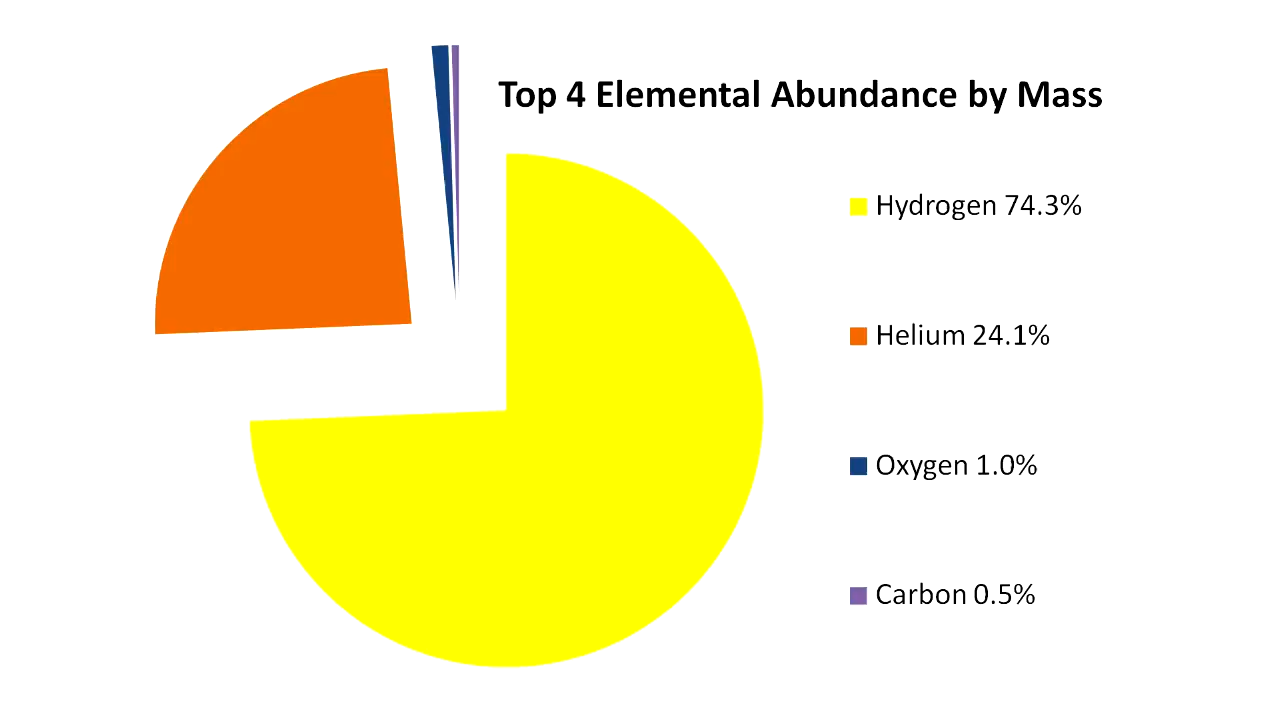 Top 4 Elemental Abundance by Mass
Hydrogen 74.3%
Helium 24.1%
Oxygen 1.0%
Carbon 0.5%